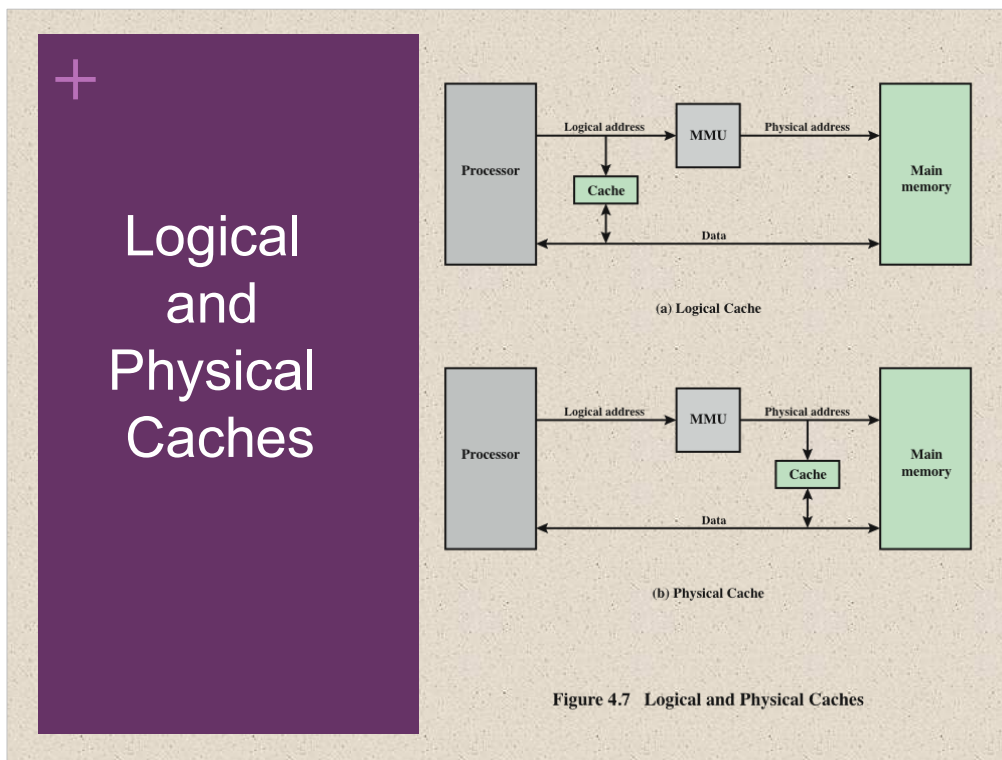 +
Logical
and
Physical
Caches
Logical address
MMU
Physical address
Processor
Cache
Main
memory
Data
(a) Logical Cache
Logical address
MMU
Physical address
Processor
Cache
Main
memory
Data
(b) Physical Cache
Figure 4.7 Logical and Physical Caches